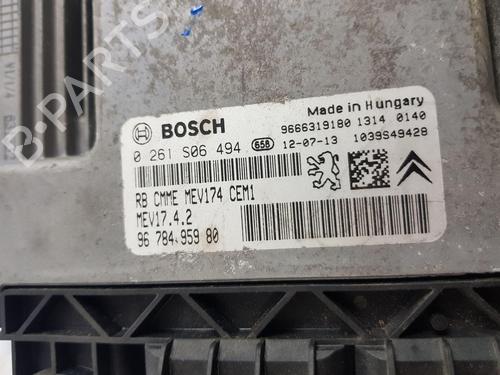 BOSCH
Made in Hungary
9666319180 1314 0140
0 261 S06 494 658 12-07-13 1039S49428
RB CMME MEV174 CEM1
MEV17.4.2
96 784 959 80